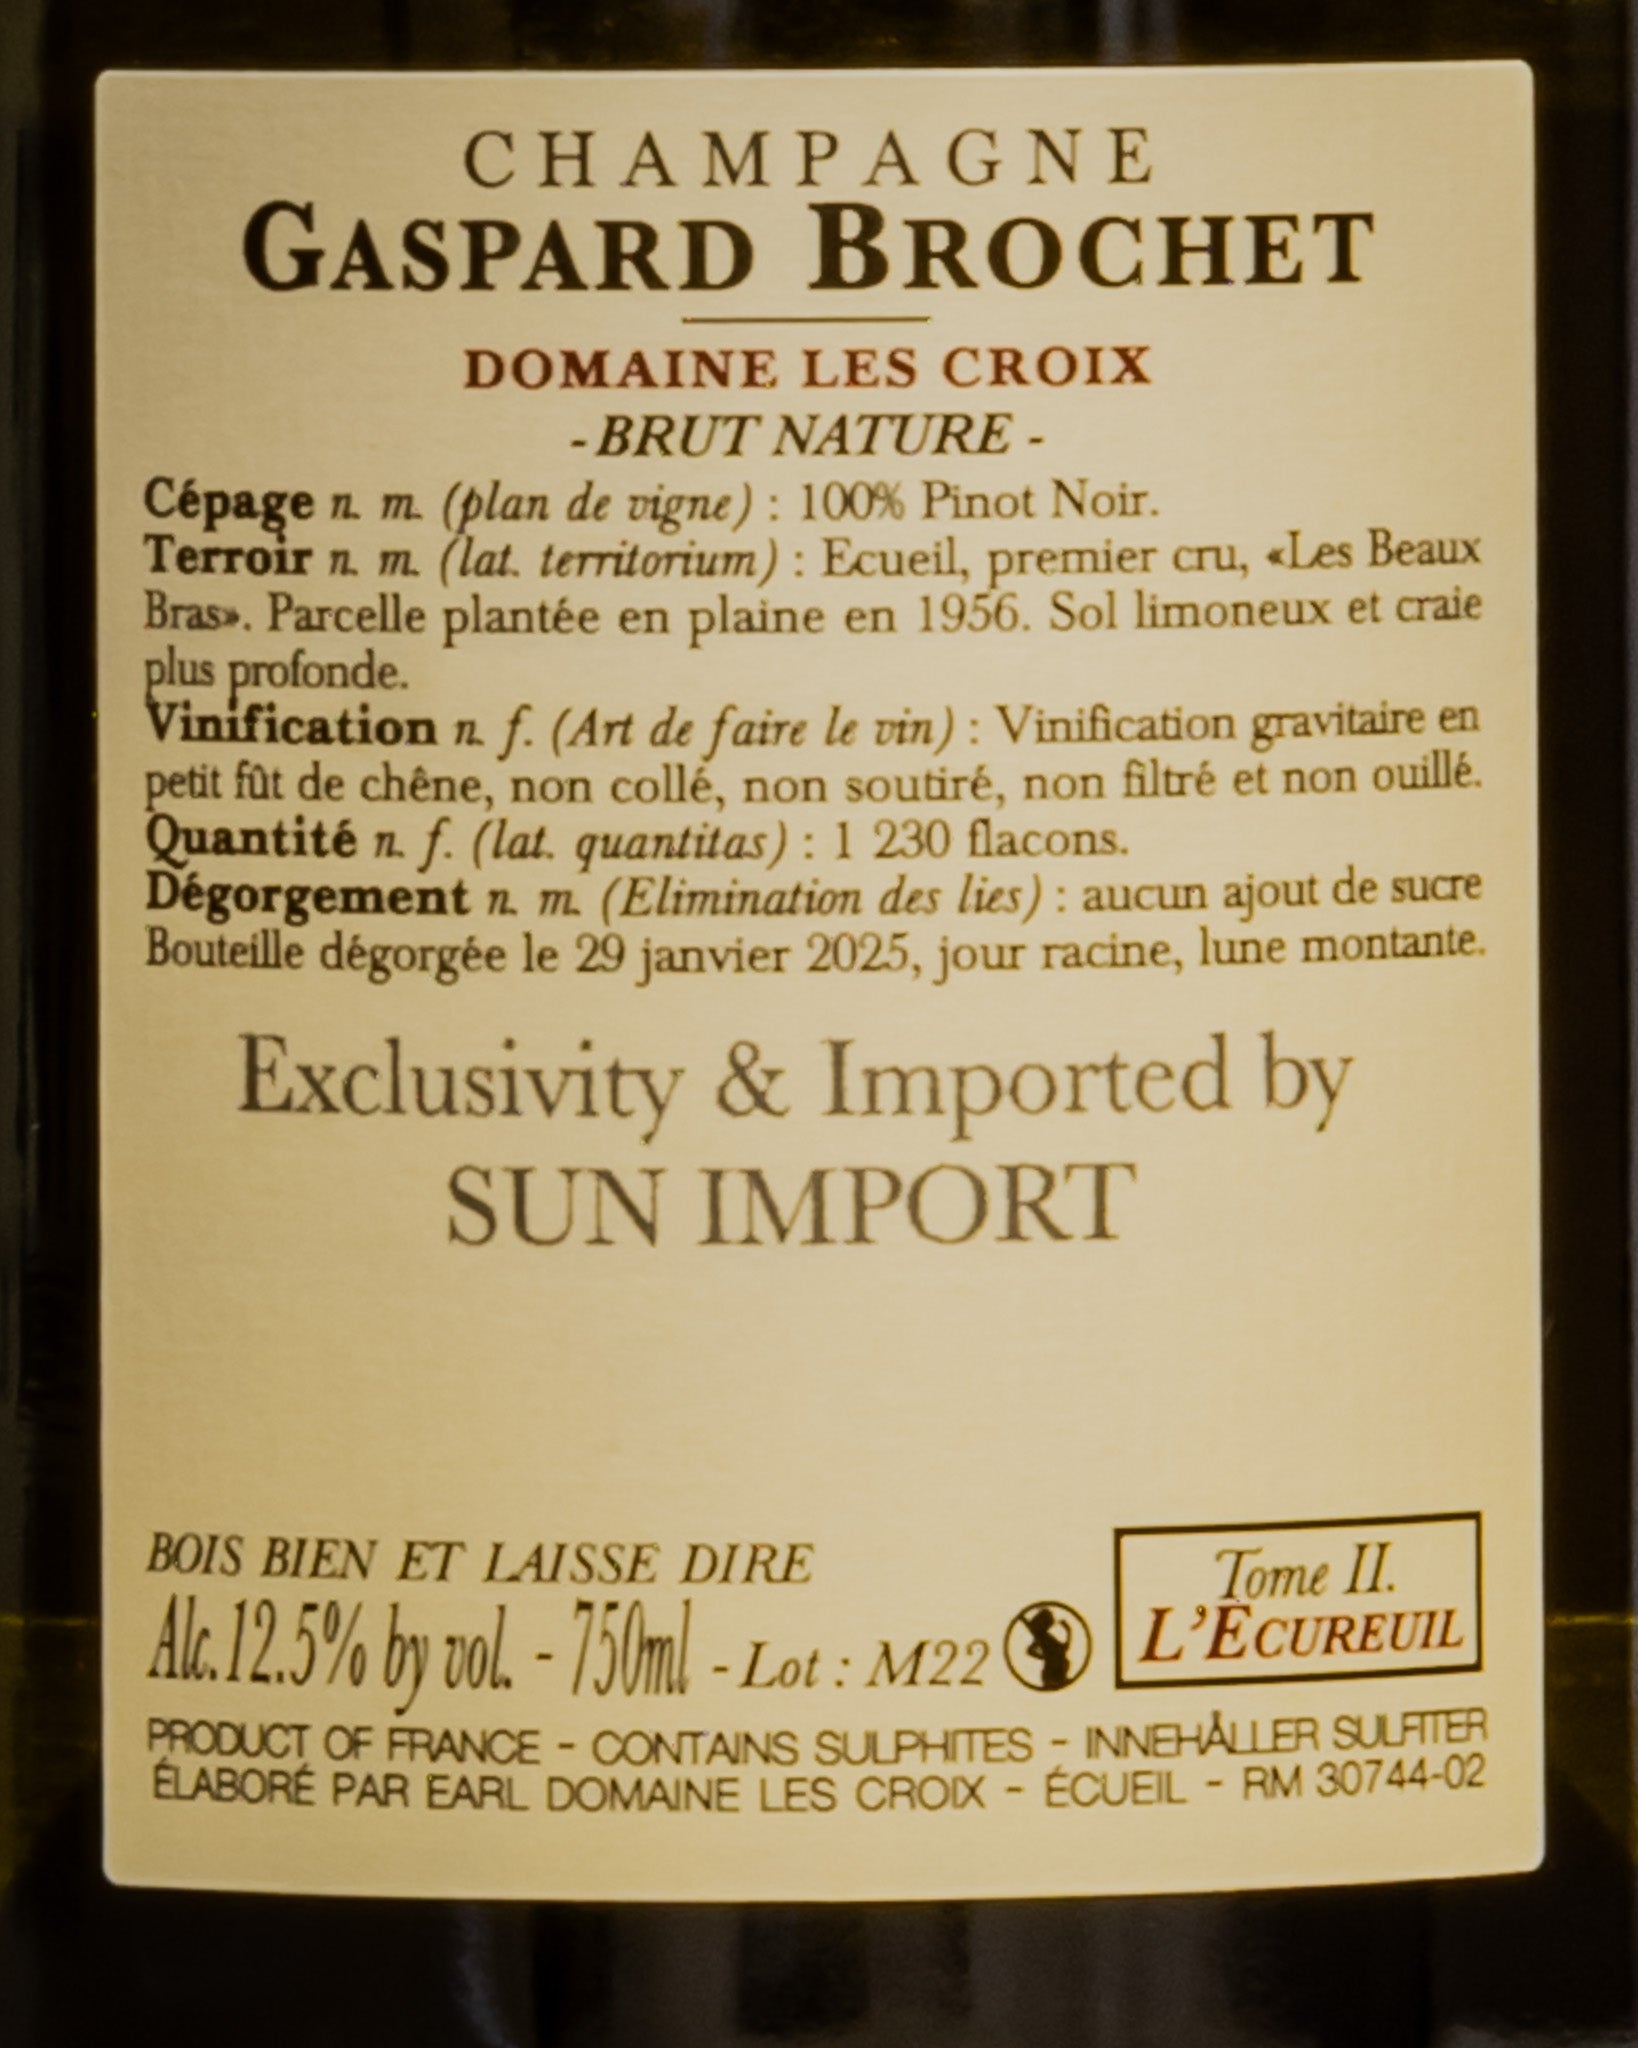 CHAMPAGNE
GASPARD BROCHET
DOMAINE LES CROIX
- BRUT NATURE -
Cépage n. m. (plan de vigne) : 100% Pinot Noir.
Terroir n. m. (lat. territorium) : Ecueil, premier cru, «Les Beaux
Bras». Parcelle plantée en plaine en 1956. Sol limoneux et craie
plus profonde.
Vinification n. f. (Art de faire le vin) : Vinification gravitaire en
petit fût de chêne, non collé, non soutiré, non filtré et non ouillé.
Quantité n. f. (lat. quantitas) : 1 230 flacons.
Dégorgement n. m. (Elimination des lies) : aucun ajout de sucre
Bouteille dégorgée le 29 janvier 2025, jour racine, lune montante.
Exclusivity & Imported by
SUN IMPORT
BOIS BIEN ET LAISSE DIRE
Alc.12.5% by vol. - 750ml - Lot : M22
Tome II.
L'ÉCUREUIL
PRODUCT OF FRANCE - CONTAINS SULPHITES - INNEHÅLLER SULFITER
ÉLABORÉ PAR EARL DOMAINE LES CROIX - ÉCUEIL - RM 30744-02